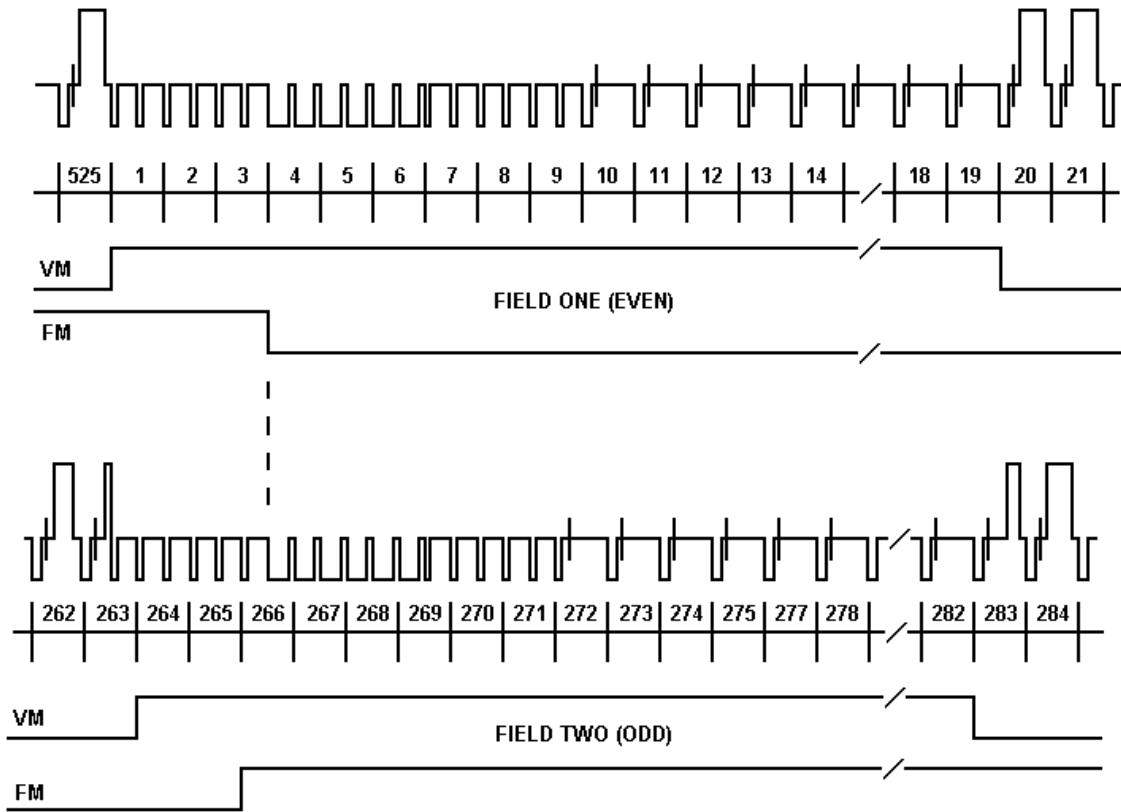 525 1 2 3 4 5 6 7 8 9 10 11 12 13 14 18 19 20 21
VM
FIELD ONE (EVEN)
FM
262 263 264 265 266 267 268 269 270 271 272 273 274 275 277 278 282 283 284
VM
FIELD TWO (ODD)
FM